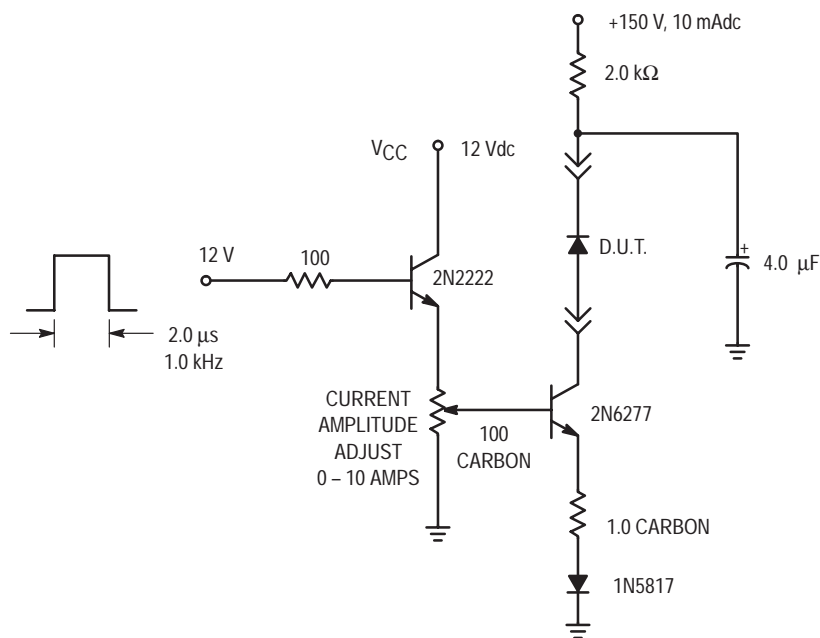 +150 V, 10 mAdc
2.0 kΩ
VCC
12 Vdc
12 V
100
2N2222
D.U.T.
+
4.0 μF
2.0 μs
1.0 kHz
CURRENT
AMPLITUDE
ADJUST
0 – 10 AMPS
100
CARBON
2N6277
1.0 CARBON
1N5817